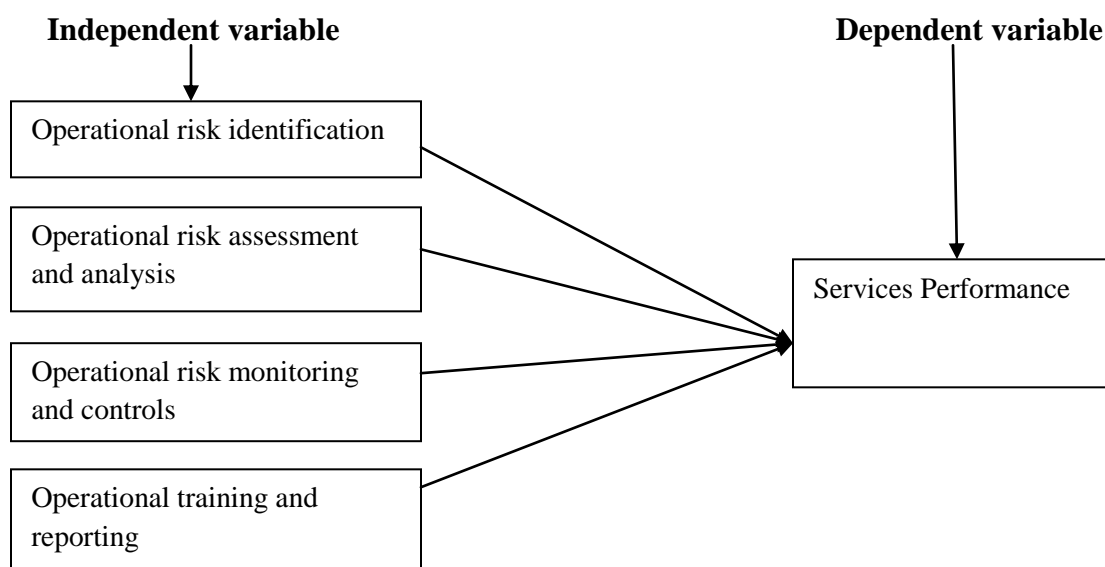 Independent variable
Dependent variable
Operational risk identification
Operational risk assessment
and analysis
Services Performance
Operational risk monitoring
and controls
Operational training and
reporting